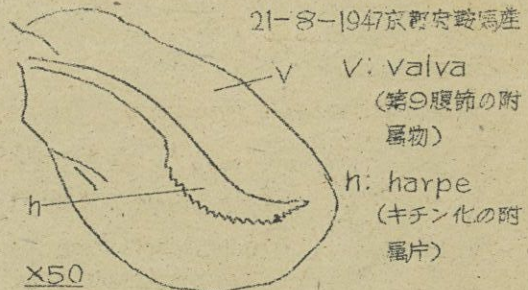 21-8-1947京都府鞍馬産
V
V: valva
(第9腹節の附
属物)
h
h: harpe
(キチン化の附
属片)
×50